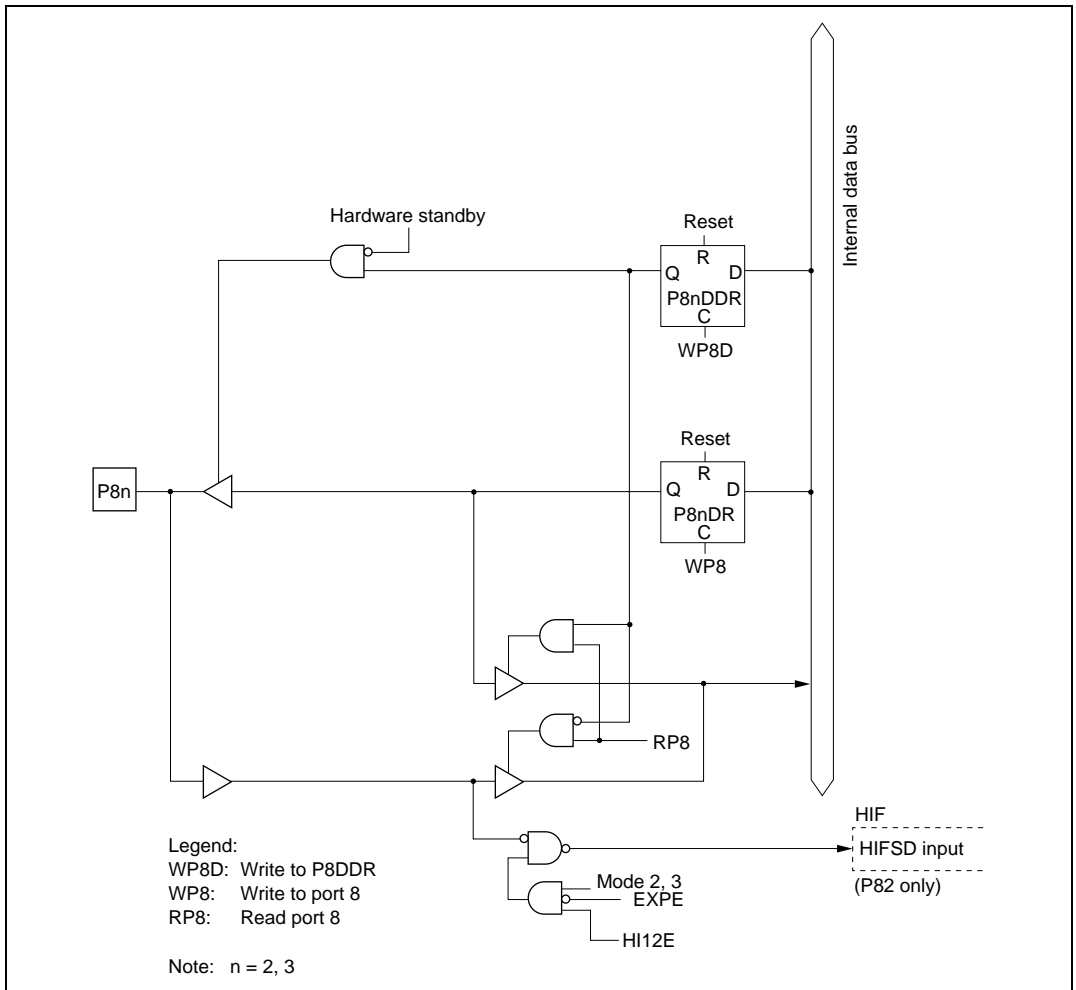 Hardware standby
Reset
R
Q D
P8nDDR
C
WP8D
Internal data bus
Reset
R
Q D
P8nDR
C
WP8
P8n
RP8
HIF
HIFSD input
(P82 only)
Mode 2, 3
EXPE
HI12E
Legend:
WP8D: Write to P8DDR
WP8: Write to port 8
RP8: Read port 8
Note: n = 2, 3